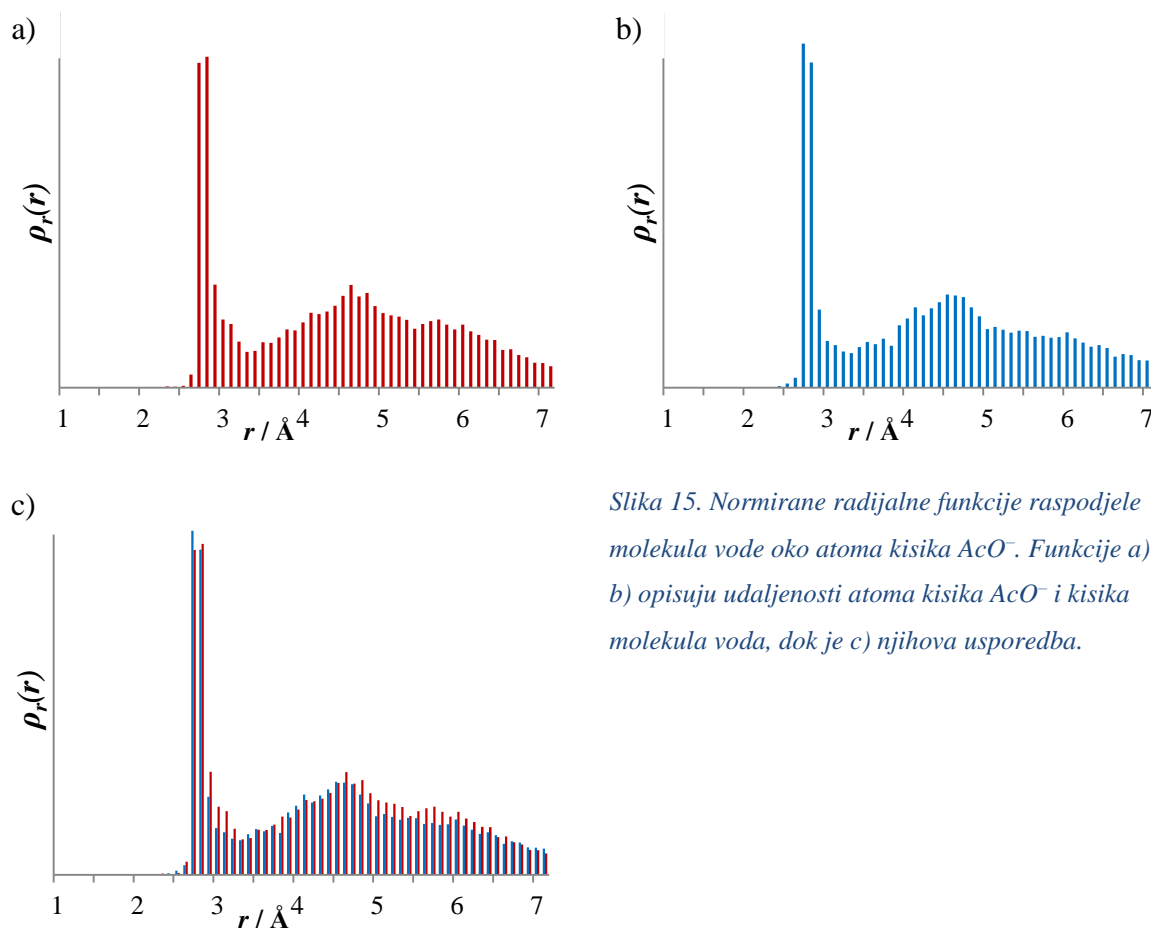 a)
ρr(r)
1 2 3 4 5 6 7
r / Å
b)
ρr(r)
1 2 3 4 5 6 7
r / Å
c)
ρr(r)
1 2 3 4 5 6 7
r / Å
Slika 15. Normirane radijalne funkcije raspodjele
molekula vode oko atoma kisika AcO⁻. Funkcije a)
b) opisuju udaljenosti atoma kisika AcO⁻ i kisika
molekula voda, dok je c) njihova usporedba.